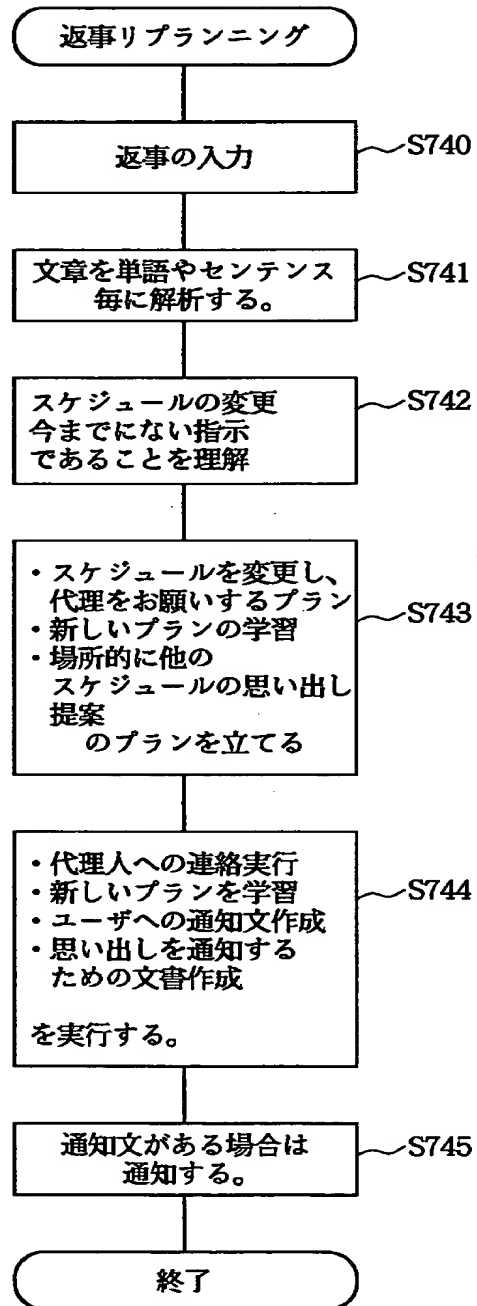 返事リプランニング
返事の入力
S740
文章を単語やセンテンス
毎に解析する。
S741
スケジュールの変更
今までにない指示
であることを理解
S742
・スケジュールを変更し、
代理をお願いするプラン
・新しいプランの学習
・場所的に他の
スケジュールの思い出し
提案
のプランを立てる
S743
・代理人への連絡実行
・新しいプランを学習
・ユーザへの通知文作成
・思い出しを通知する
ための文書作成
を実行する。
S744
通知文がある場合は
通知する。
S745
終了